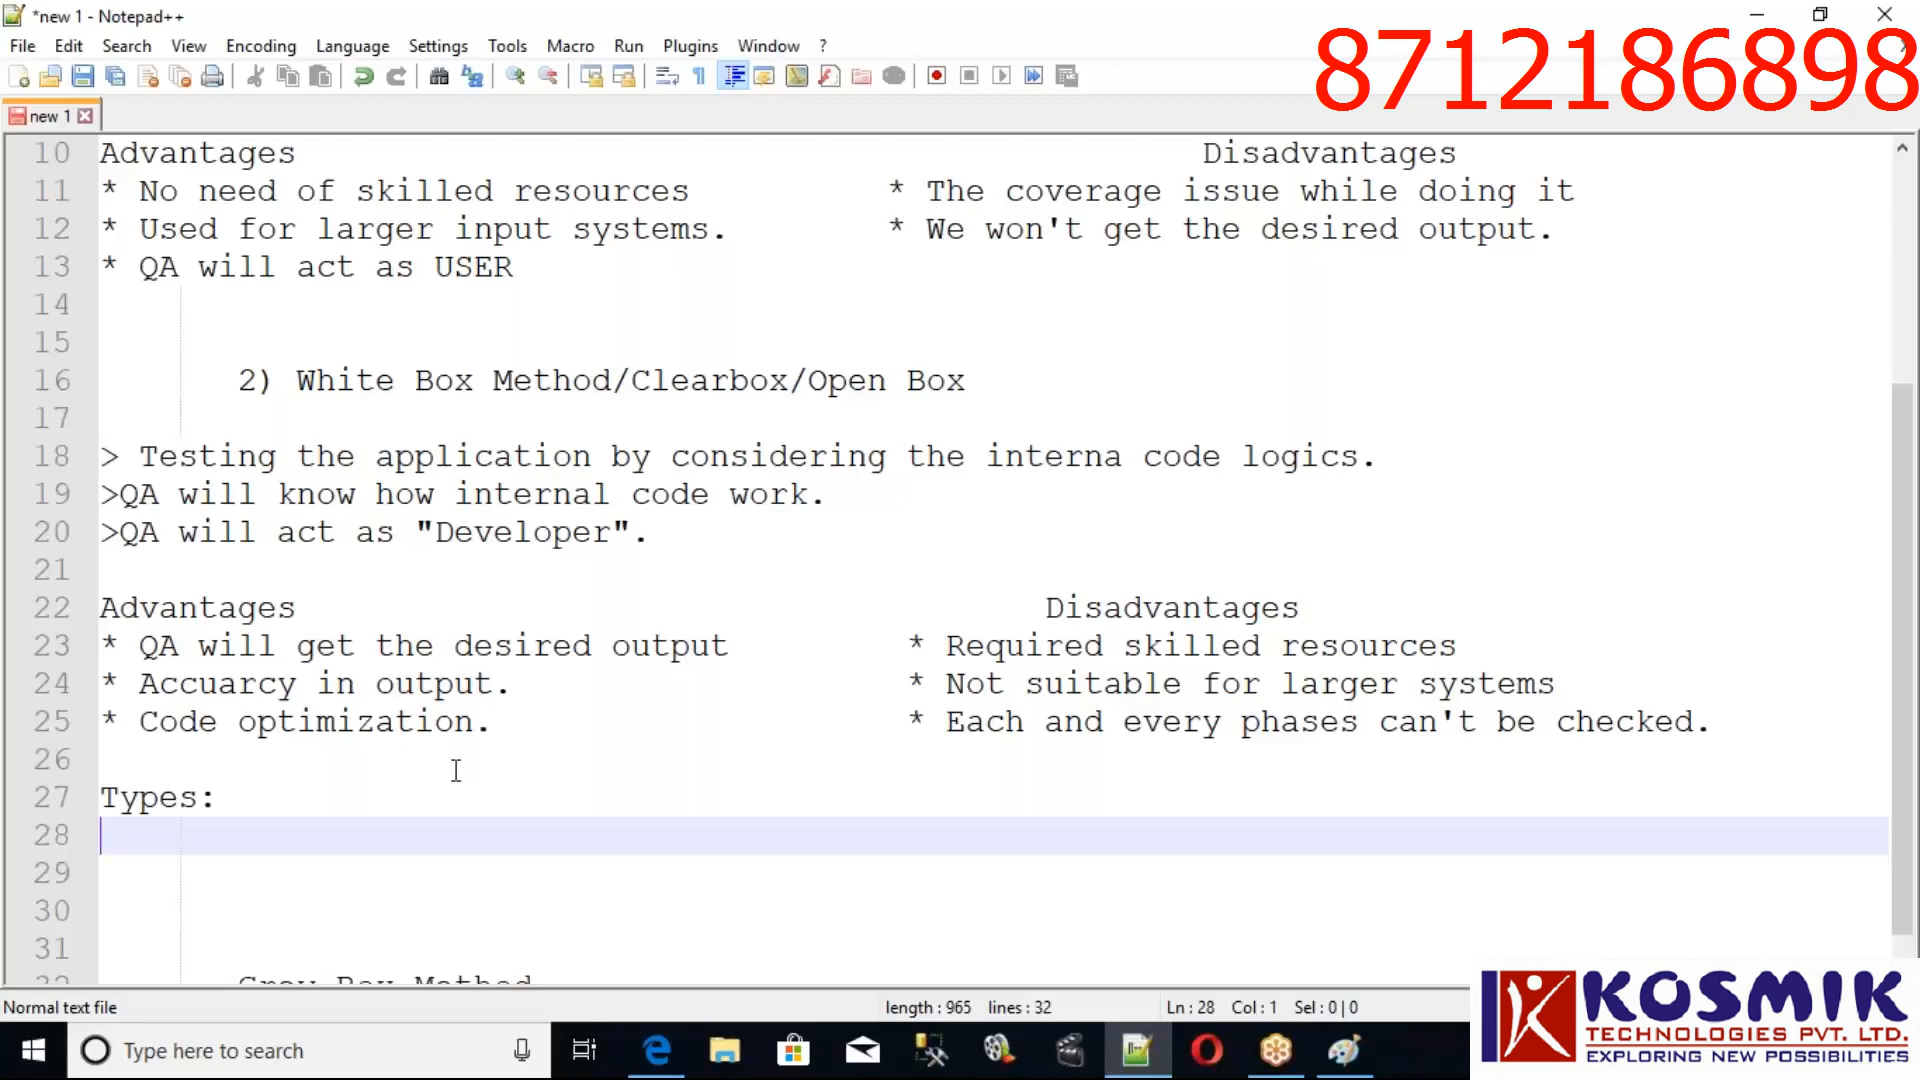 *new 1 - Notepad++
File Edit Search View Encoding Language Settings Tools Macro Run Plugins Window ?
8712186898
new 1
10 Advantages Disadvantages
11 * No need of skilled resources * The coverage issue while doing it
12 * Used for larger input systems. * We won't get the desired output.
13 * QA will act as USER
14
15
16 2) White Box Method/Clearbox/Open Box
17
18 > Testing the application by considering the interna code logics.
19 >QA will know how internal code work.
20 >QA will act as "Developer".
21
22 Advantages Disadvantages
23 * QA will get the desired output * Required skilled resources
24 * Accuarcy in output. * Not suitable for larger systems
25 * Code optimization. * Each and every phases can't be checked.
26
27 Types:
28
29
30
31
32 Grey Box Method
Normal text file length : 965 lines : 32 Ln : 28 Col : 1 Sel : 0 | 0
Type here to search
KOSMIK
TECHNOLOGIES PVT. LTD.
EXPLORING NEW POSSIBILITIES